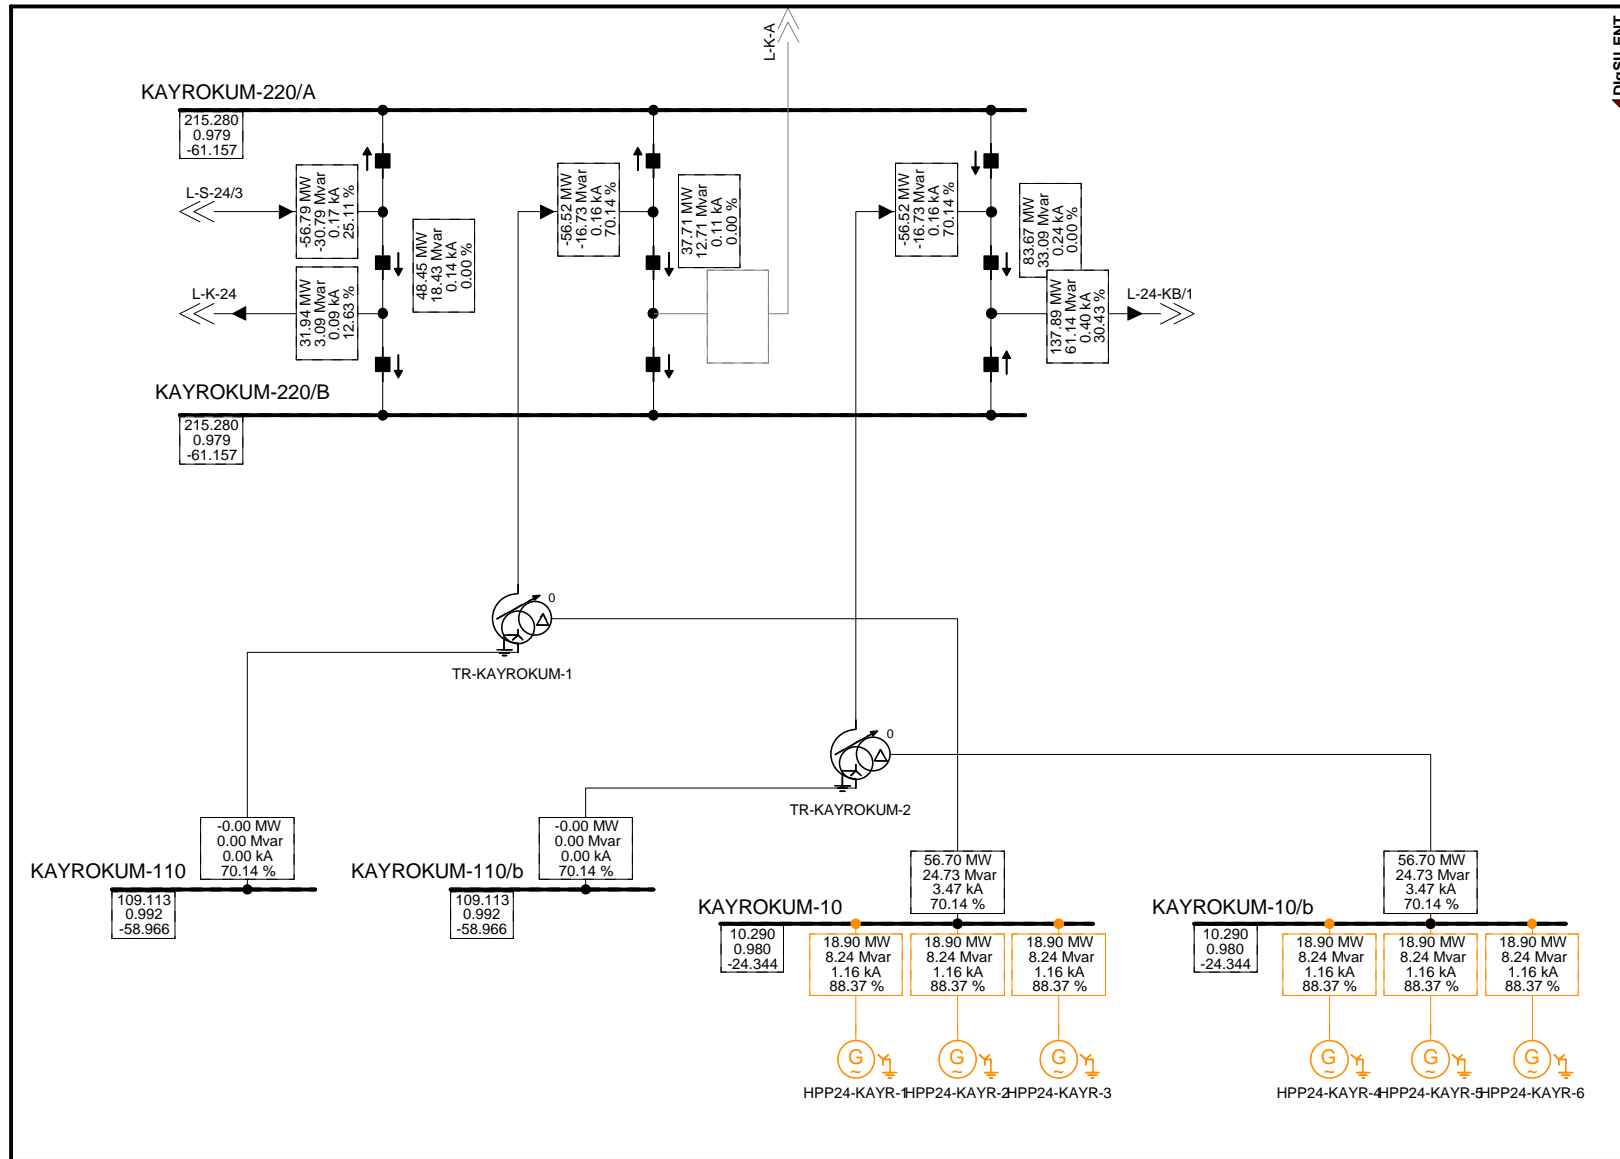 L-K-A
DIgSILENT
KAYROKUM-220/A
215.280
0.979
-61.157
L-S-24/3
-56.79 MW
-30.79 Mvar
0.17 kA
25.11 %
-56.52 MW
-16.73 Mvar
0.16 kA
70.14 %
37.71 MW
12.71 Mvar
0.11 kA
0.00 %
-56.52 MW
-16.73 Mvar
0.16 kA
70.14 %
83.67 MW
33.09 Mvar
0.24 kA
0.00 %
48.45 MW
18.43 Mvar
0.14 kA
0.00 %
L-K-24
31.94 MW
3.09 Mvar
0.09 kA
12.63 %
137.89 MW
61.14 Mvar
0.40 kA
30.43 %
L-24-KB/1
KAYROKUM-220/B
215.280
0.979
-61.157
0
TR-KAYROKUM-1
0
TR-KAYROKUM-2
-0.00 MW
0.00 Mvar
0.00 kA
70.14 %
KAYROKUM-110
109.113
0.992
-58.966
-0.00 MW
0.00 Mvar
0.00 kA
70.14 %
KAYROKUM-110/b
109.113
0.992
-58.966
56.70 MW
24.73 Mvar
3.47 kA
70.14 %
KAYROKUM-10
10.290
0.980
-24.344
18.90 MW
8.24 Mvar
1.16 kA
88.37 %
18.90 MW
8.24 Mvar
1.16 kA
88.37 %
18.90 MW
8.24 Mvar
1.16 kA
88.37 %
56.70 MW
24.73 Mvar
3.47 kA
70.14 %
KAYROKUM-10/b
10.290
0.980
-24.344
18.90 MW
8.24 Mvar
1.16 kA
88.37 %
18.90 MW
8.24 Mvar
1.16 kA
88.37 %
18.90 MW
8.24 Mvar
1.16 kA
88.37 %
G
~
G
~
G
~
G
~
G
~
G
~
HPP24-KAYR-1
HPP24-KAYR-2
HPP24-KAYR-3
HPP24-KAYR-4
HPP24-KAYR-5
HPP24-KAYR-6